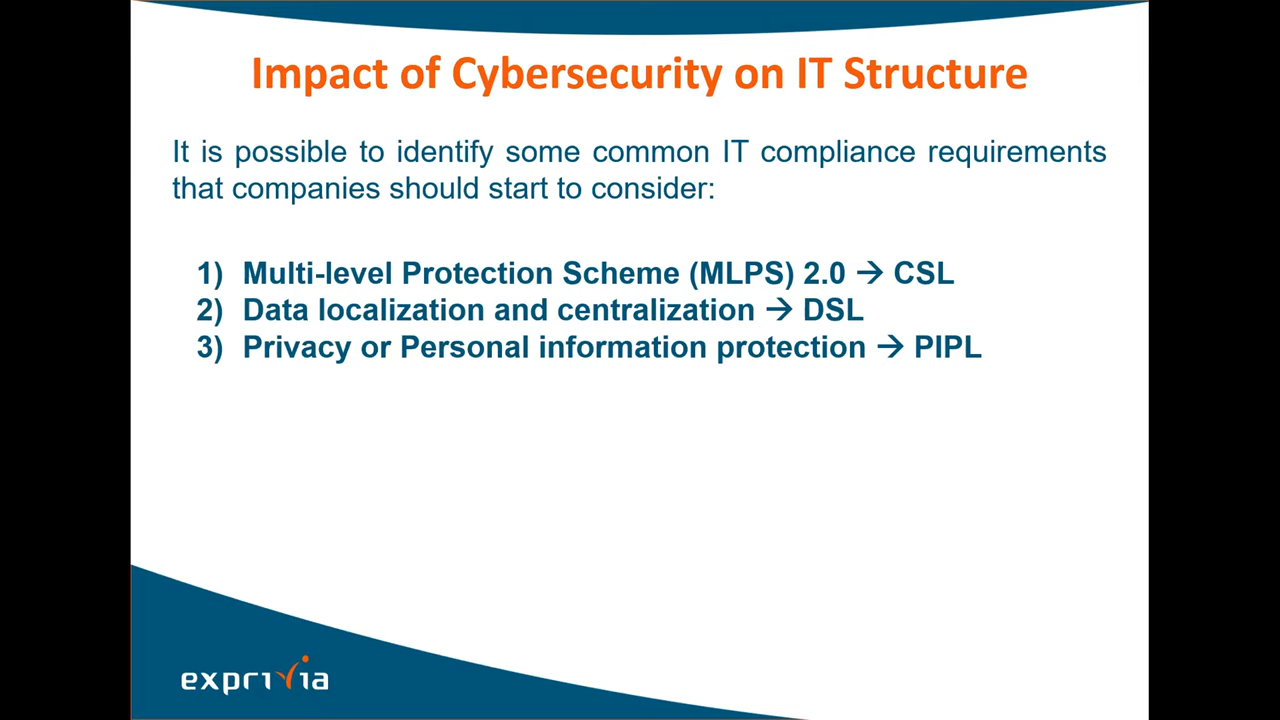 Impact of Cybersecurity on IT Structure
It is possible to identify some common IT compliance requirements
that companies should start to consider:
1) Multi-level Protection Scheme (MLPS) 2.0 → CSL
2) Data localization and centralization → DSL
3) Privacy or Personal information protection → PIPL
exprivia